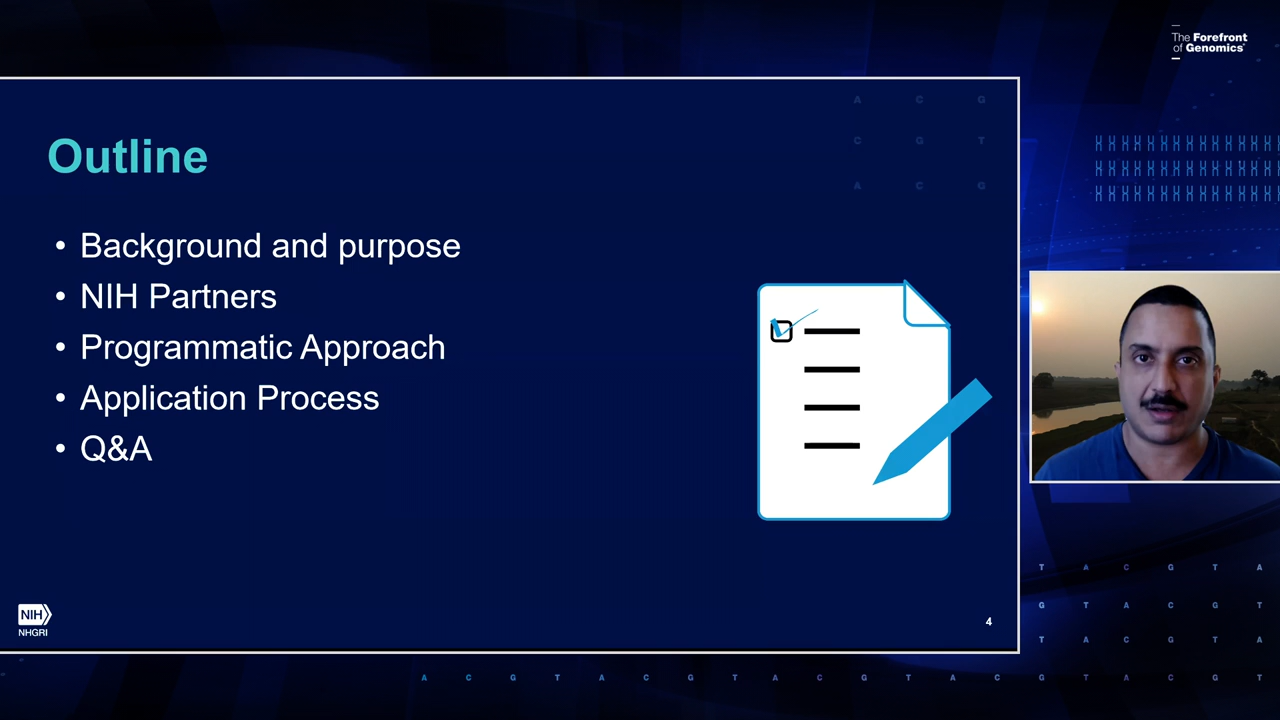 The Forefront
of Genomics®
A C G
C G T
A C G
Outline
• Background and purpose
• NIH Partners
• Programmatic Approach
• Application Process
• Q&A
NIH
NHGRI
4
T A C G T A
G T A C G T
T A C G T A
A C G T A C G T A C G T A C G T A C G T